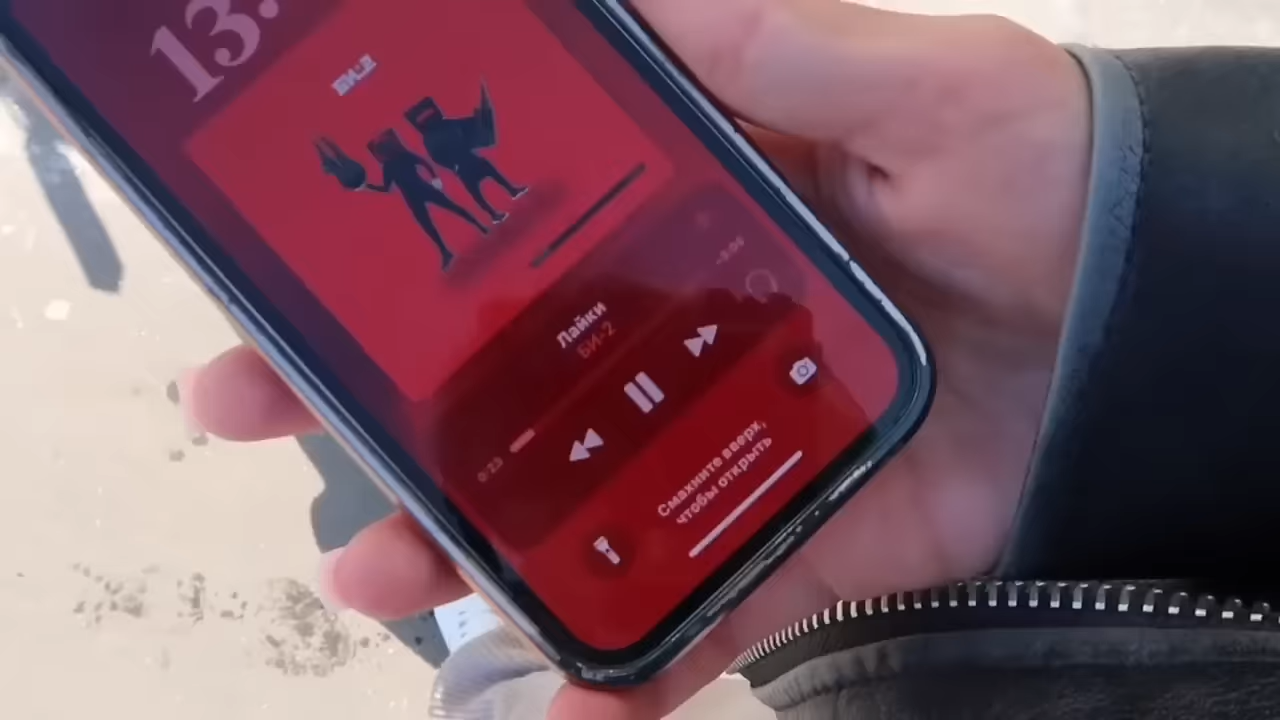 13.
БИ-2
Лайки
БИ-2
0:23
Смахните вверх,
чтобы открыть